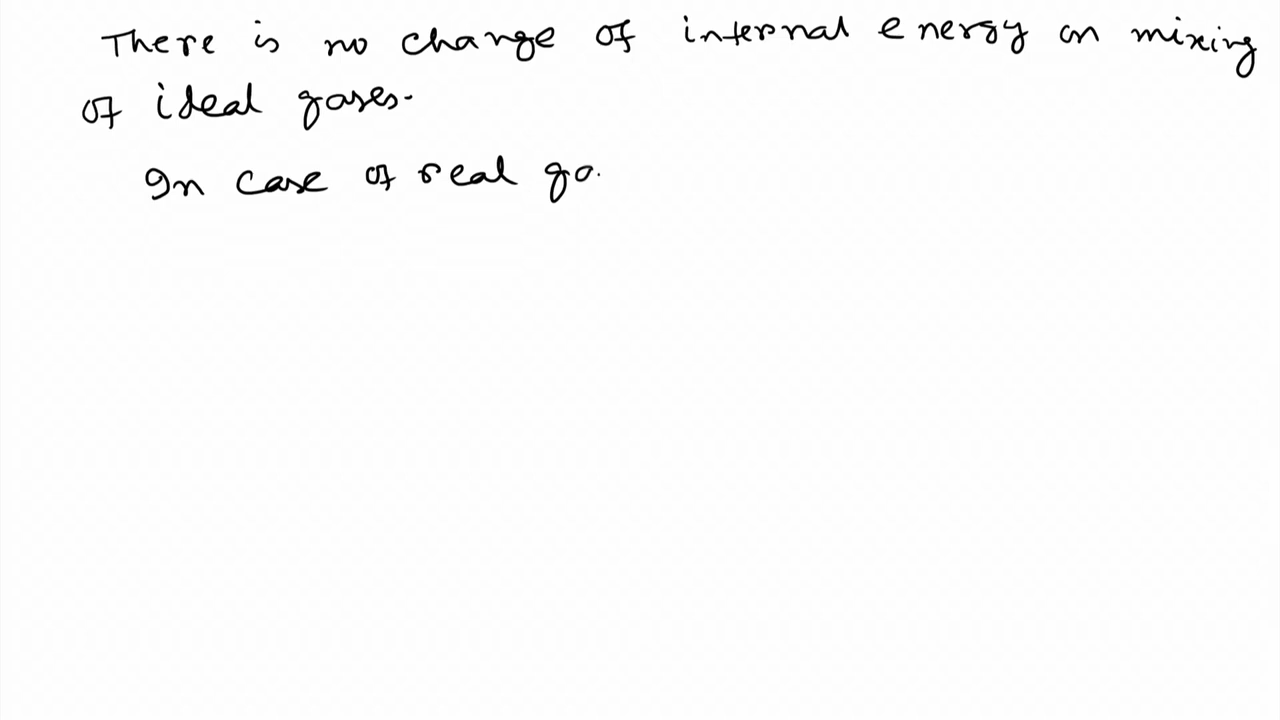 There is no change of internal energy on mixing
of ideal gases.
In case of real ga